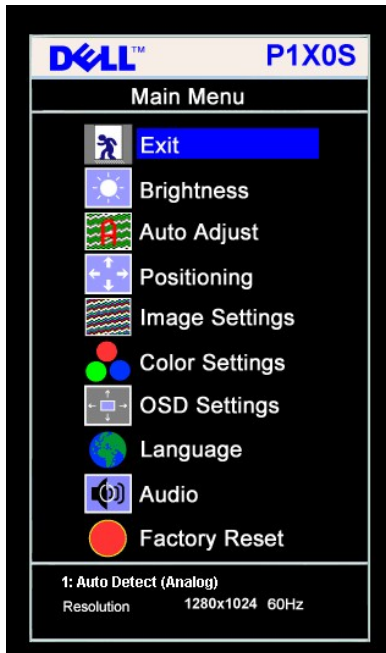 DELL™ P1X0S
Main Menu
Exit
Brightness
A
Auto Adjust
Positioning
Image Settings
Color Settings
OSD Settings
Language
Audio
Factory Reset
1: Auto Detect (Analog)
Resolution 1280x1024 60Hz